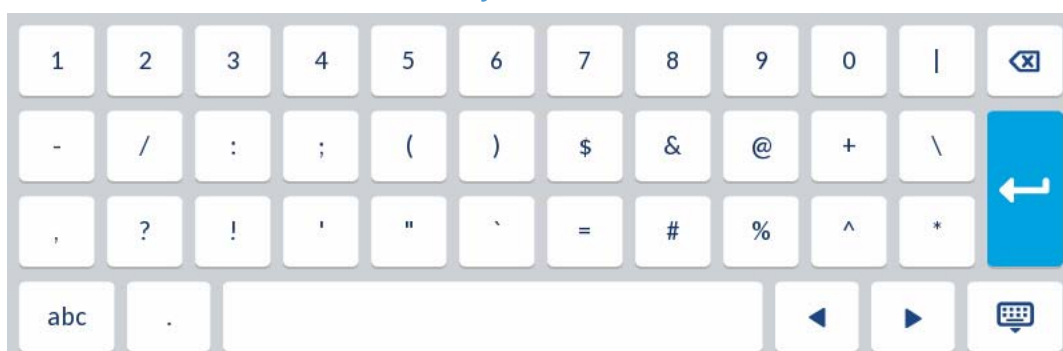 1 2 3 4 5 6 7 8 9 0 |
- / : ; ( ) $ & @ + \
, ? ! ' " ` = # % ^ *
abc .